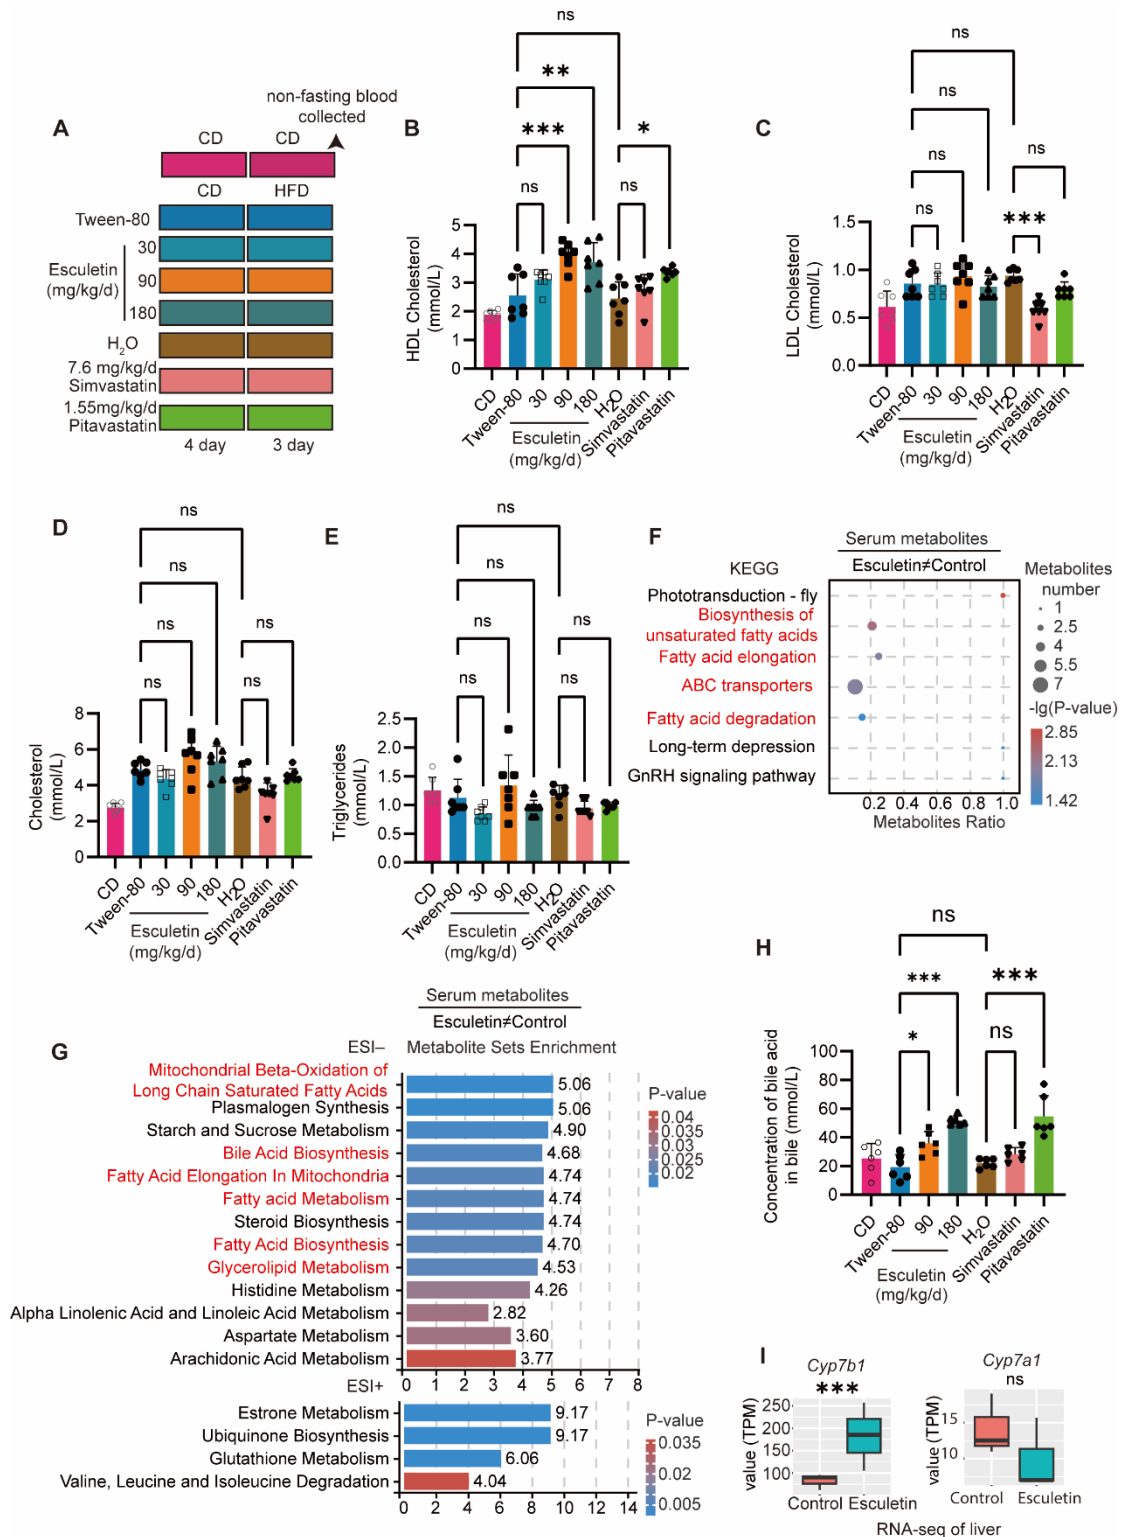 A
non-fasting blood
collected
CD CD
CD HFD
Tween-80
Esculetin
(mg/kg/d)
30
90
180
H2O
7.6 mg/kg/d
Simvastatin
1.55mg/kg/d
Pitavastatin
4 day 3 day
B
ns
**
***
*
ns
ns
HDL Cholesterol
(mmol/L)
5
4
3
2
1
0
CD
Tween-80
30
90
180
H2O
Simvastatin
Pitavastatin
Esculetin
(mg/kg/d)
C
ns
ns
ns
ns
ns
***
LDL Cholesterol
(mmol/L)
1.5
1.0
0.5
0.0
CD
Tween-80
30
90
180
H2O
Simvastatin
Pitavastatin
Esculetin
(mg/kg/d)
D
ns
ns
ns
ns
ns
ns
Cholesterol
(mmol/L)
8
6
4
2
0
CD
Tween-80
30
90
180
H2O
Simvastatin
Pitavastatin
Esculetin
(mg/kg/d)
E
ns
ns
ns
ns
ns
ns
Triglycerides
(mmol/L)
2.5
2.0
1.5
1.0
0.5
0.0
CD
Tween-80
30
90
180
H2O
Simvastatin
Pitavastatin
Esculetin
(mg/kg/d)
F
Serum metabolites
Esculetin≠Control
KEGG
Phototransduction - fly
Biosynthesis of
unsaturated fatty acids
Fatty acid elongation
ABC transporters
Fatty acid degradation
Long-term depression
GnRH signaling pathway
0.2 0.6 1.0
Metabolites Ratio
Metabolites
number
1
2.5
4
5.5
7
-lg(P-value)
2.85
2.13
1.42
G
Serum metabolites
Esculetin≠Control
ESI–
Metabolite Sets Enrichment
Mitochondrial Beta-Oxidation of
Long Chain Saturated Fatty Acids 5.06
Plasmalogen Synthesis 5.06
Starch and Sucrose Metabolism 4.90
Bile Acid Biosynthesis 4.68
Fatty Acid Elongation In Mitochondria 4.74
Fatty acid Metabolism 4.74
Steroid Biosynthesis 4.74
Fatty Acid Biosynthesis 4.70
Glycerolipid Metabolism 4.53
Histidine Metabolism 4.26
Alpha Linolenic Acid and Linoleic Acid Metabolism 2.82
Aspartate Metabolism 3.60
Arachidonic Acid Metabolism 3.77
0 1 2 3 4 5 6 7 8
P-value
0.04
0.035
0.03
0.025
0.02
ESI+
Estrone Metabolism 9.17
Ubiquinone Biosynthesis 9.17
Glutathione Metabolism 6.06
Valine, Leucine and Isoleucine Degradation 4.04
0 2 4 6 8 10 12 14
P-value
0.035
0.02
0.01
0.005
H
ns
***
***
*
ns
Concentration of bile acid
in bile (mmol/L)
100
80
60
40
20
0
CD
Tween-80
90
180
H2O
Simvastatin
Pitavastatin
Esculetin
(mg/kg/d)
I
Cyp7b1
***
value (TPM)
250
200
150
100
Control Esculetin
Cyp7a1
ns
value (TPM)
15
10
Control Esculetin
RNA-seq of liver